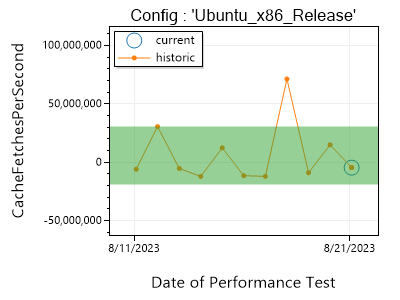 Config : 'Ubuntu_x86_Release'
current
historic
100,000,000
50,000,000
0
-50,000,000
CacheFetchesPerSecond
8/11/2023
8/21/2023
Date of Performance Test